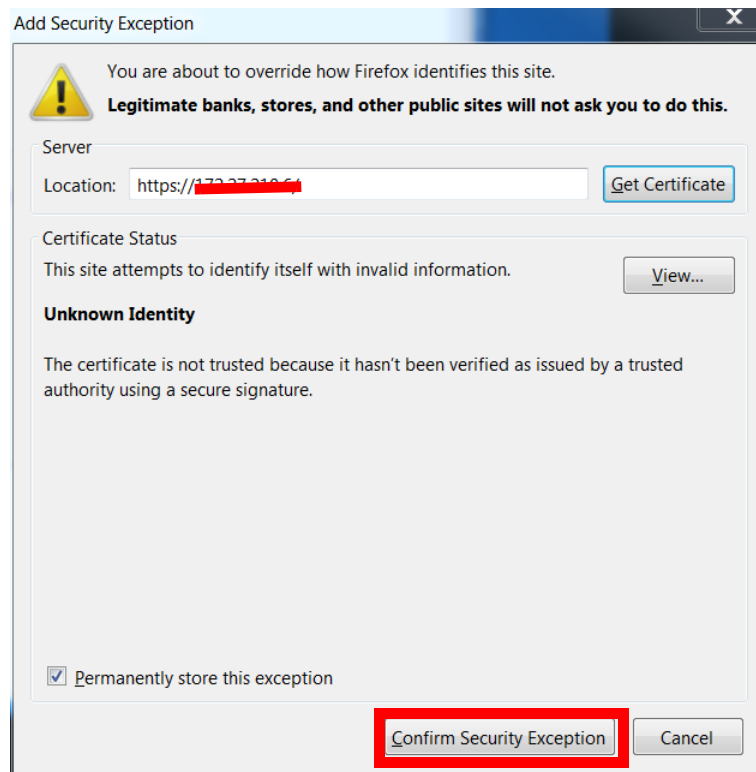 Add Security Exception
X
You are about to override how Firefox identifies this site.
Legitimate banks, stores, and other public sites will not ask you to do this.
Server
Location: https://
Get Certificate
Certificate Status
This site attempts to identify itself with invalid information.
View...
Unknown Identity
The certificate is not trusted because it hasn't been verified as issued by a trusted
authority using a secure signature.
Permanently store this exception
Confirm Security Exception
Cancel